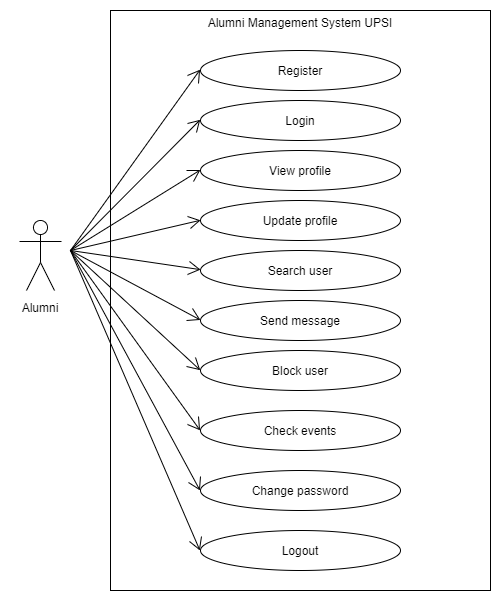 Alumni Management System UPSI
Register
Login
View profile
Update profile
Search user
Alumni
Send message
Block user
Check events
Change password
Logout